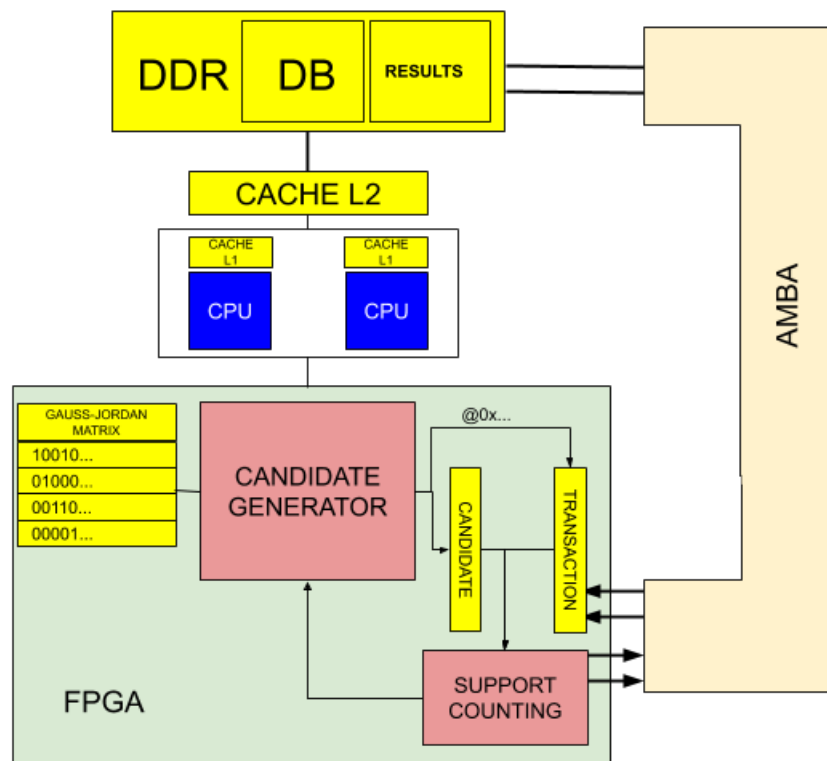 DDR
DB
RESULTS
CACHE L2
CACHE
L1
CACHE
L1
CPU
CPU
AMBA
GAUSS-JORDAN
MATRIX
10010...
01000...
00110...
00001...
CANDIDATE
GENERATOR
@0x...
CANDIDATE
TRANSACTION
SUPPORT
COUNTING
FPGA